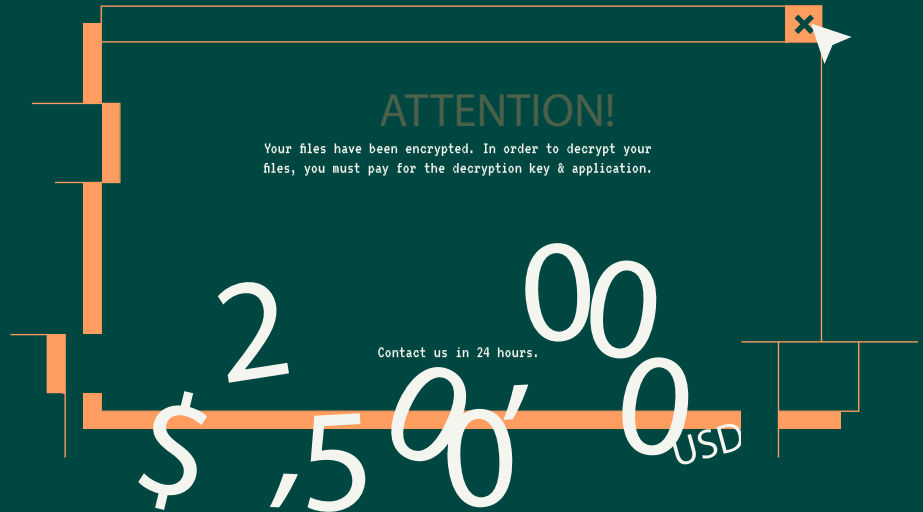 ATTENTION!
Your files have been encrypted. In order to decrypt your
files, you must pay for the decryption key & application.
$2,500,000 USD
Contact us in 24 hours.